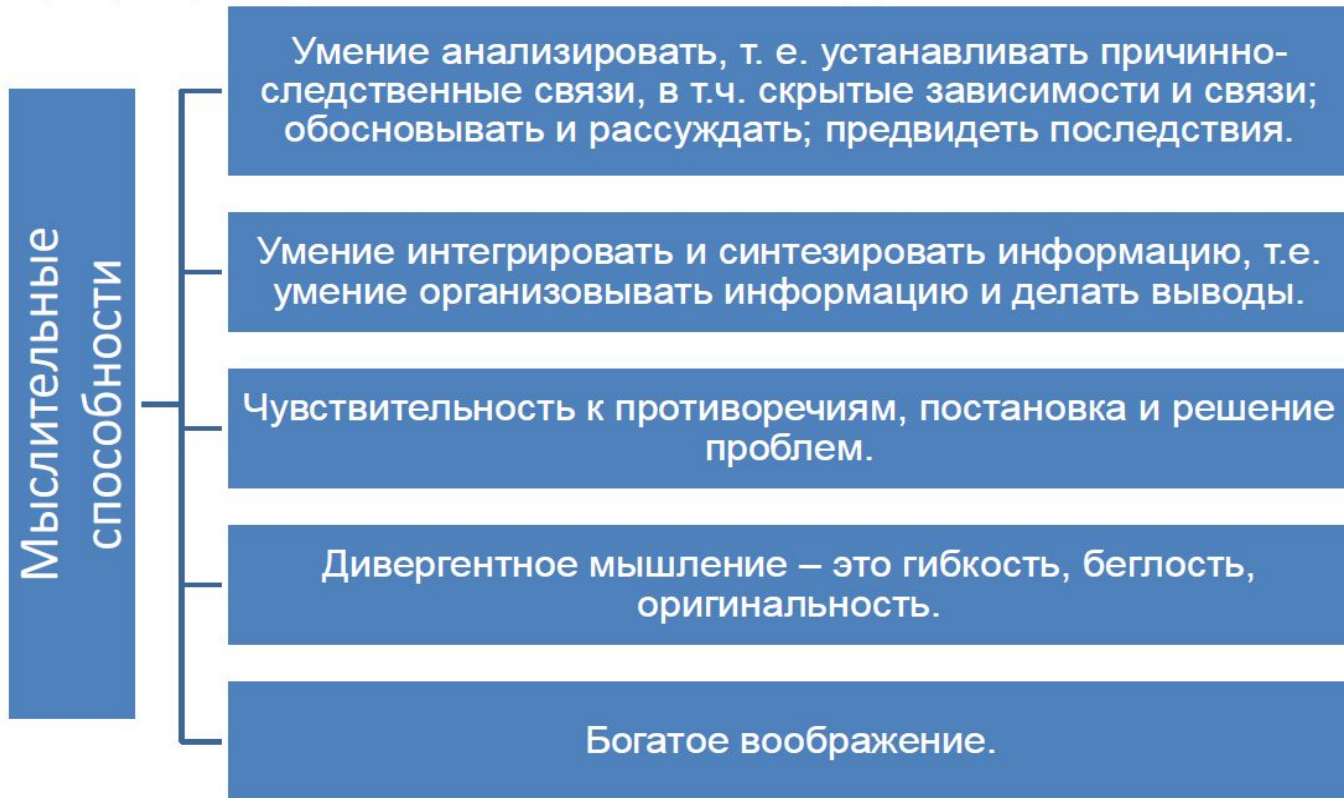 Мыслительные
способности
Умение анализировать, т. е. устанавливать причинно-
следственные связи, в т.ч. скрытые зависимости и связи;
обосновывать и рассуждать; предвидеть последствия.
Умение интегрировать и синтезировать информацию, т.е.
умение организовывать информацию и делать выводы.
Чувствительность к противоречиям, постановка и решение
проблем.
Дивергентное мышление – это гибкость, беглость,
оригинальность.
Богатое воображение.